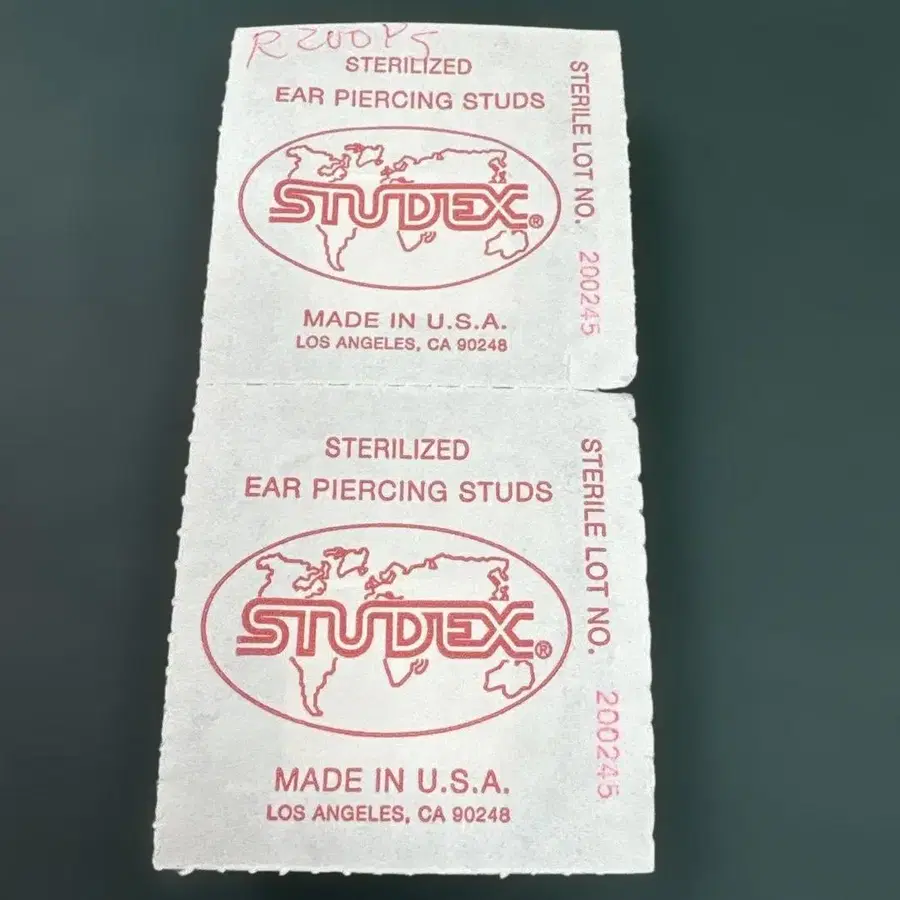 R200YS
STERILIZED
EAR PIERCING STUDS
STUDEX®
MADE IN U.S.A.
LOS ANGELES, CA 90248
STERILE LOT NO. 200245
STERILIZED
EAR PIERCING STUDS
STUDEX®
MADE IN U.S.A.
LOS ANGELES, CA 90248
STERILE LOT NO. 200245